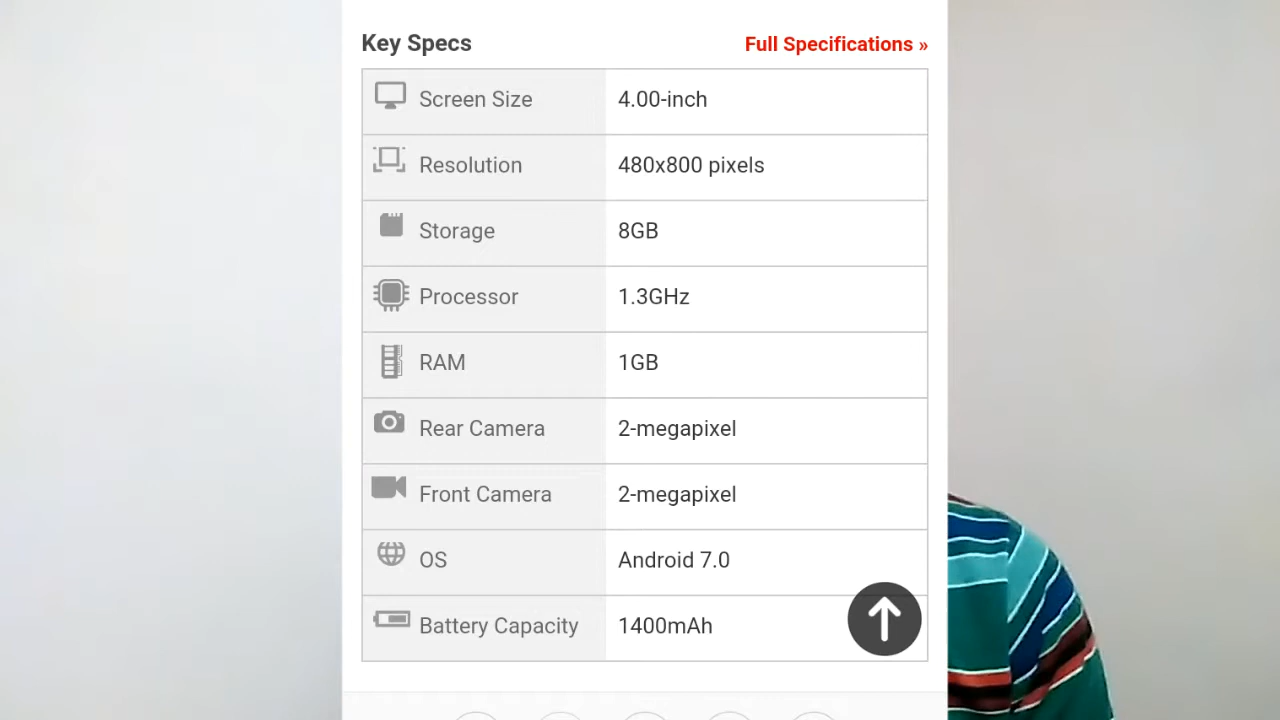 Key Specs Full Specifications »
Screen Size 4.00-inch
Resolution 480x800 pixels
Storage 8GB
Processor 1.3GHz
RAM 1GB
Rear Camera 2-megapixel
Front Camera 2-megapixel
OS Android 7.0
Battery Capacity 1400mAh